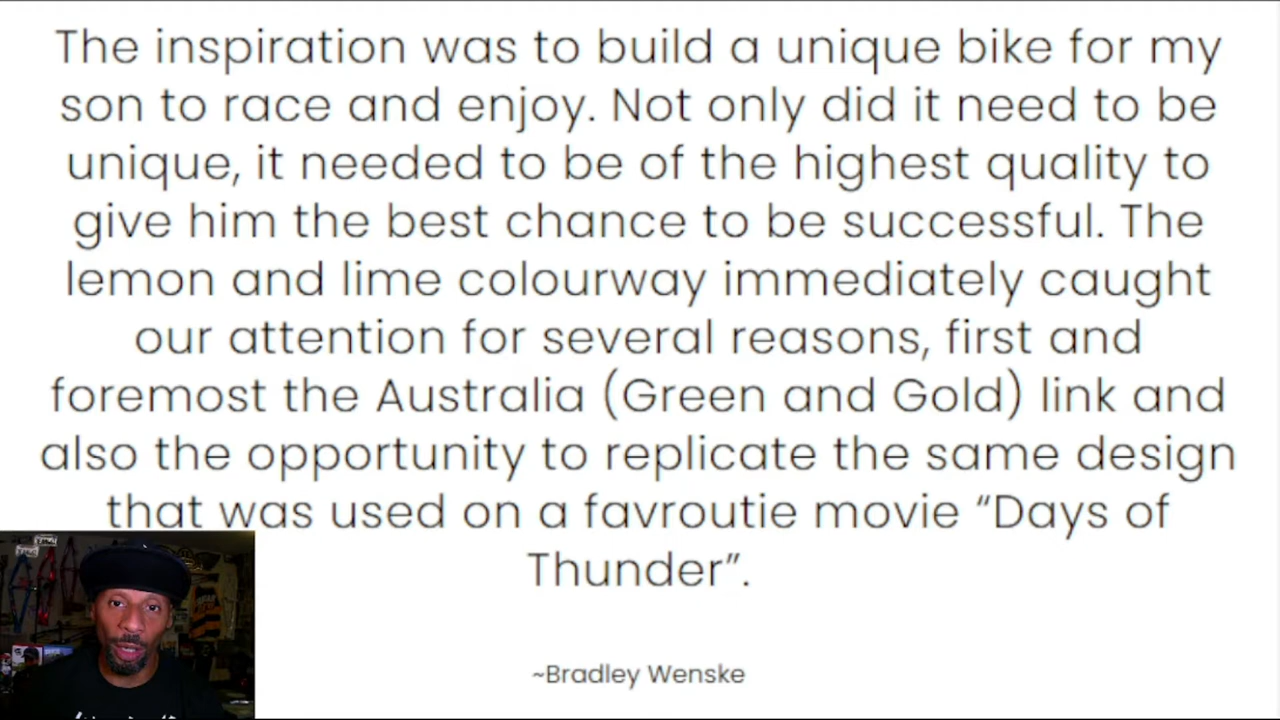 The inspiration was to build a unique bike for my
son to race and enjoy. Not only did it need to be
unique, it needed to be of the highest quality to
give him the best chance to be successful. The
lemon and lime colourway immediately caught
our attention for several reasons, first and
foremost the Australia (Green and Gold) link and
also the opportunity to replicate the same design
that was used on a favroutie movie “Days of
Thunder”.
~Bradley Wenske